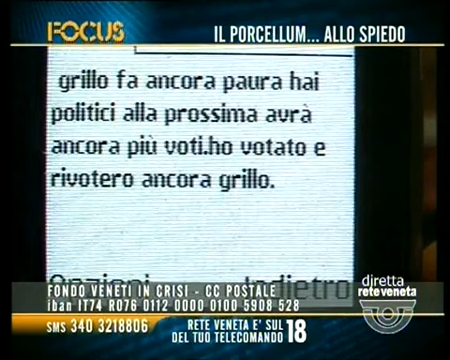 FOCUS
IL PORCELLUM... ALLO SPIEDO
grillo fa ancora paura hai
politici alla prossima avrà
ancora più voti.ho votato e
rivotero ancora grillo.
Opzioni Indietro
FONDO VENETI IN CRISI - CC POSTALE
iban IT74 R076 0112 0000 0100 5908 528
diretta
reteveneta
SMS 340 3218806
RETE VENETA E' SUL
DEL TUO TELECOMANDO 18